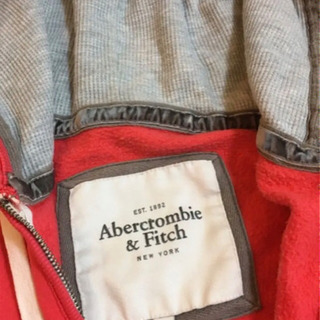 EST. 1892
Abercrombie
& Fitch
NEW YORK